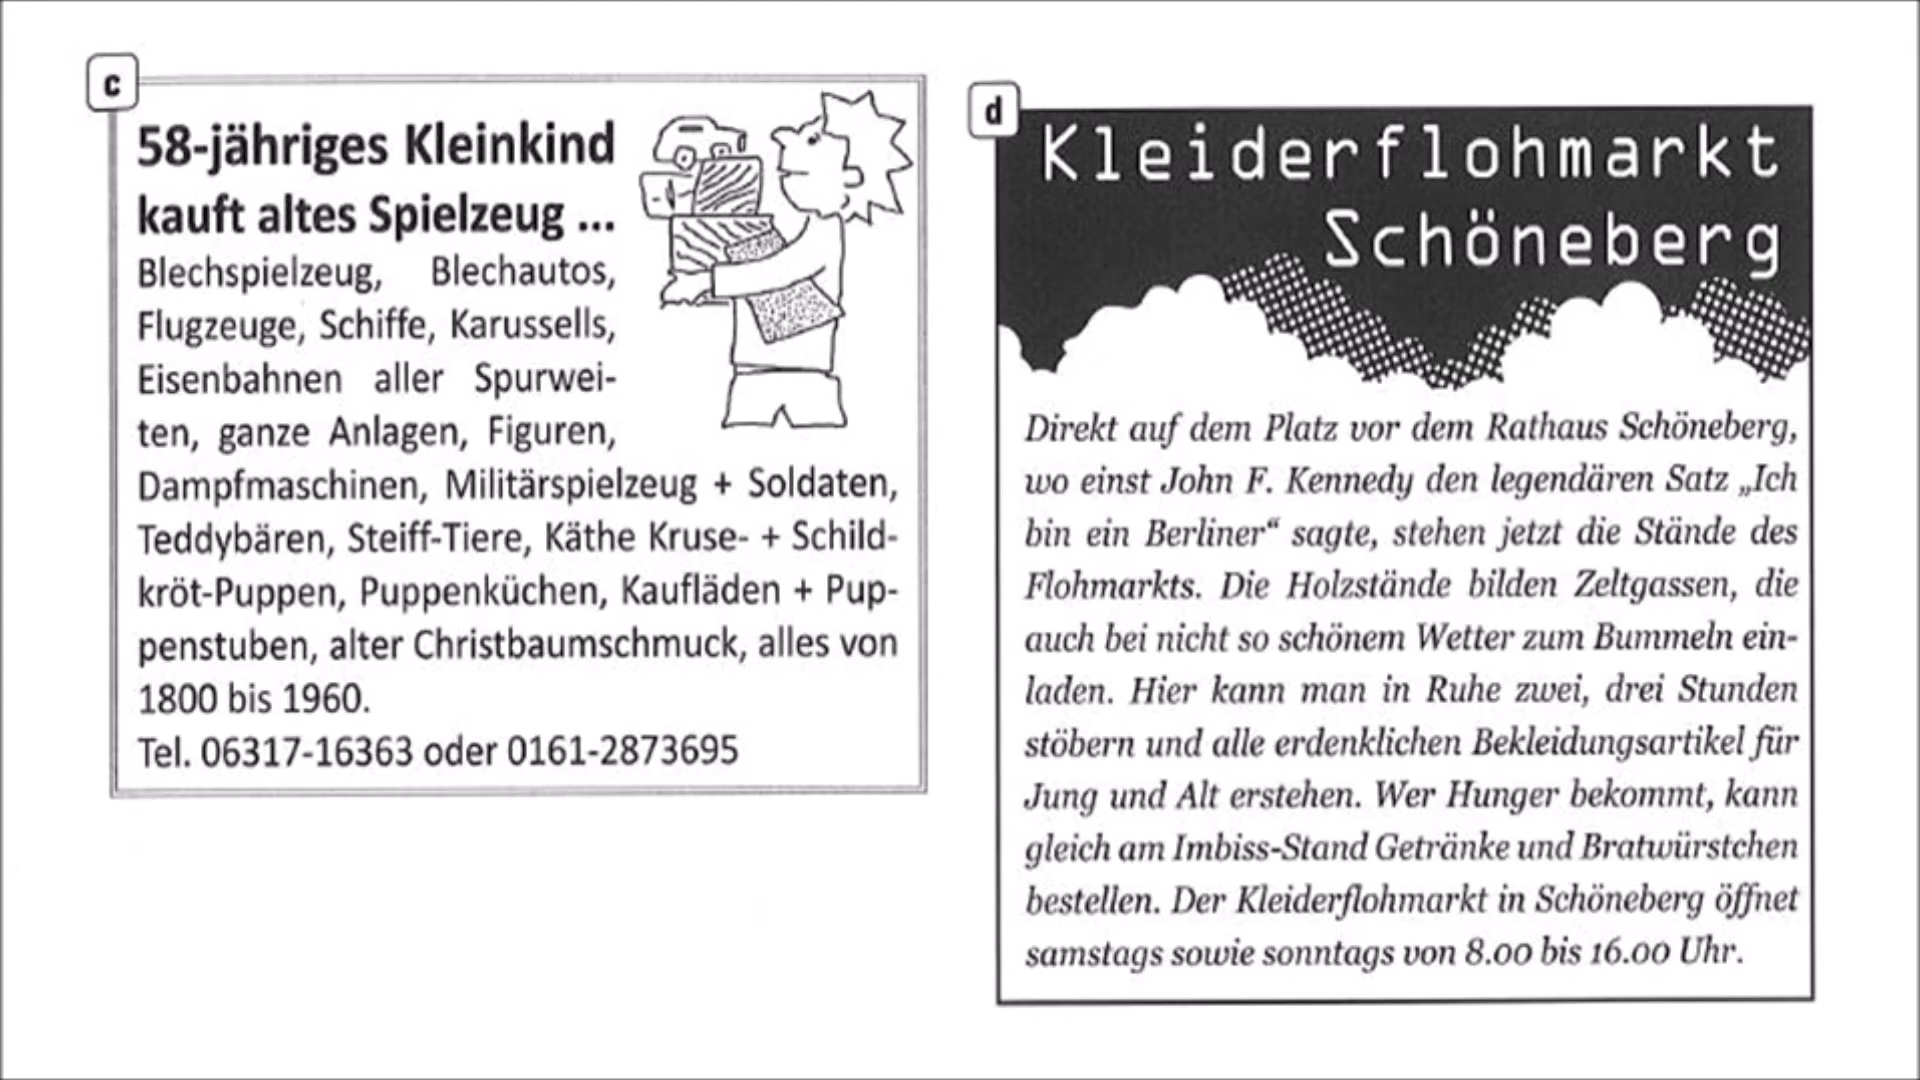 c
58-jähriges Kleinkind
kauft altes Spielzeug ...
Blechspielzeug, Blechautos,
Flugzeuge, Schiffe, Karussells,
Eisenbahnen aller Spurwei-
ten, ganze Anlagen, Figuren,
Dampfmaschinen, Militärspielzeug + Soldaten,
Teddybären, Steiff-Tiere, Käthe Kruse- + Schild-
kröt-Puppen, Puppenküchen, Kaufläden + Pup-
penstuben, alter Christbaumschmuck, alles von
1800 bis 1960.
Tel. 06317-16363 oder 0161-2873695
d
Kleiderflohmarkt
Schöneberg
Direkt auf dem Platz vor dem Rathaus Schöneberg,
wo einst John F. Kennedy den legendären Satz „Ich
bin ein Berliner“ sagte, stehen jetzt die Stände des
Flohmarkts. Die Holzstände bilden Zeltgassen, die
auch bei nicht so schönem Wetter zum Bummeln ein-
laden. Hier kann man in Ruhe zwei, drei Stunden
stöbern und alle erdenklichen Bekleidungsartikel für
Jung und Alt erstehen. Wer Hunger bekommt, kann
gleich am Imbiss-Stand Getränke und Bratwürstchen
bestellen. Der Kleiderflohmarkt in Schöneberg öffnet
samstags sowie sonntags von 8.00 bis 16.00 Uhr.